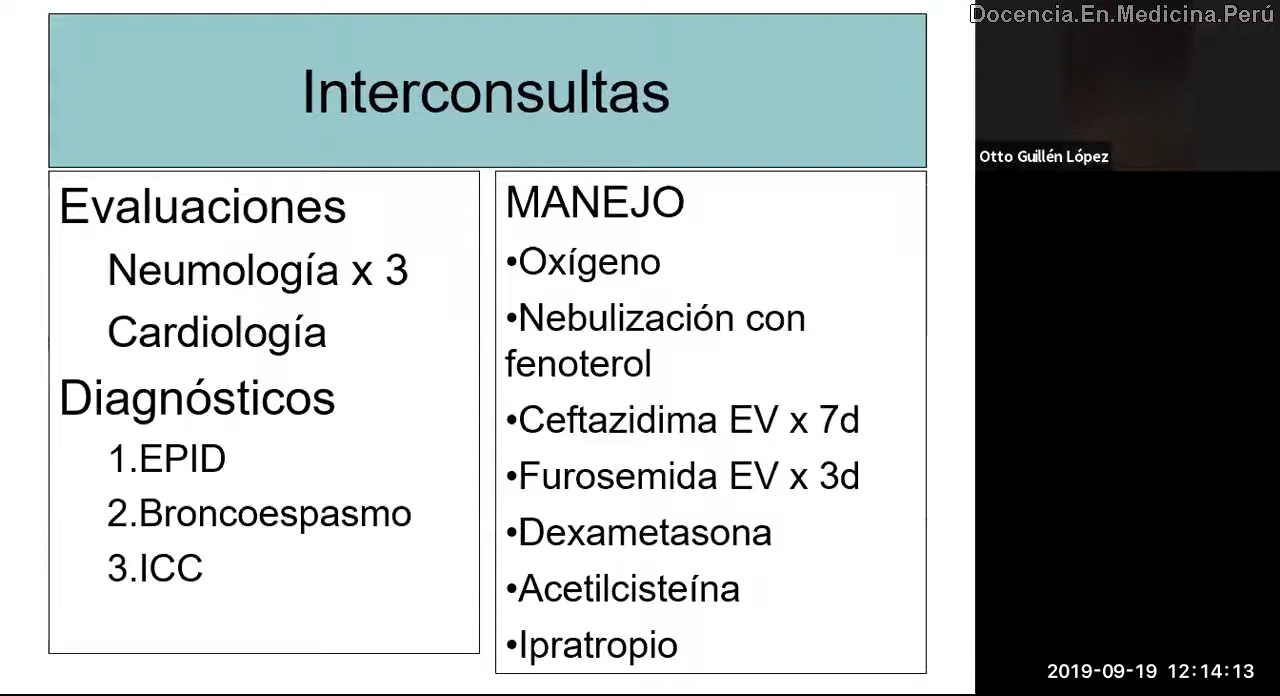 Docencia.En.Medicina.Perú
Interconsultas
Evaluaciones
Neumología x 3
Cardiología
Diagnósticos
1.EPID
2.Broncoespasmo
3.ICC
MANEJO
•Oxígeno
•Nebulización con
fenoterol
•Ceftazidima EV x 7d
•Furosemida EV x 3d
•Dexametasona
•Acetilcisteína
•Ipratropio
Otto Guillén López
2019-09-19 12:14:13